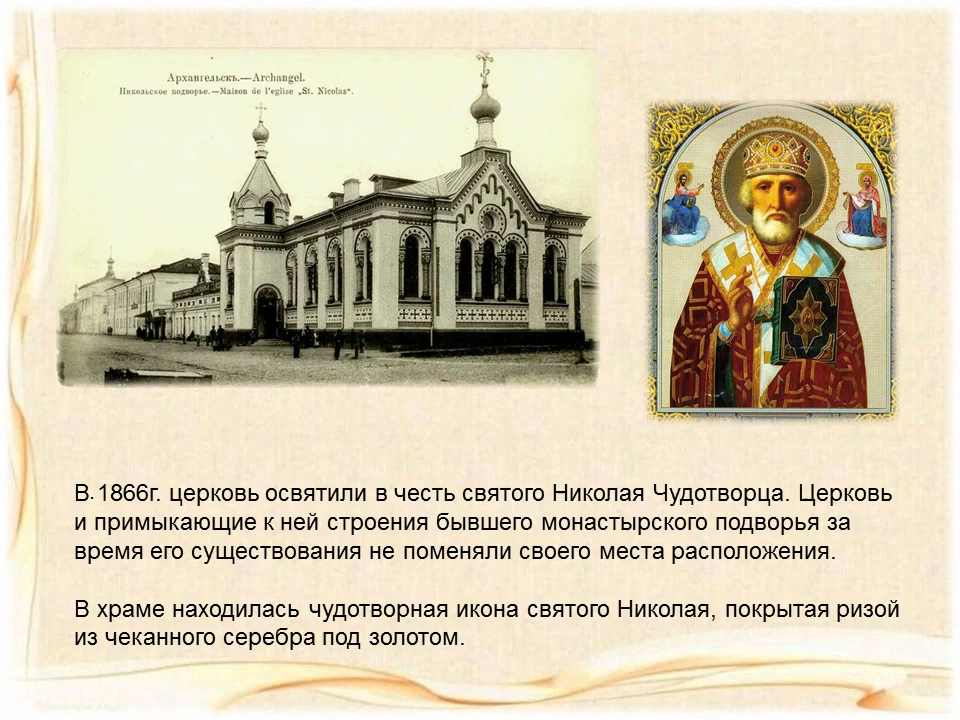 Архангельскъ.—Archangel.
Никольское подворье.—Maison de l'eglise „St. Nicolas“.
В.1866г. церковь освятили в честь святого Николая Чудотворца. Церковь
и примыкающие к ней строения бывшего монастырского подворья за
время его существования не поменяли своего места расположения.
В храме находилась чудотворная икона святого Николая, покрытая ризой
из чеканного серебра под золотом.